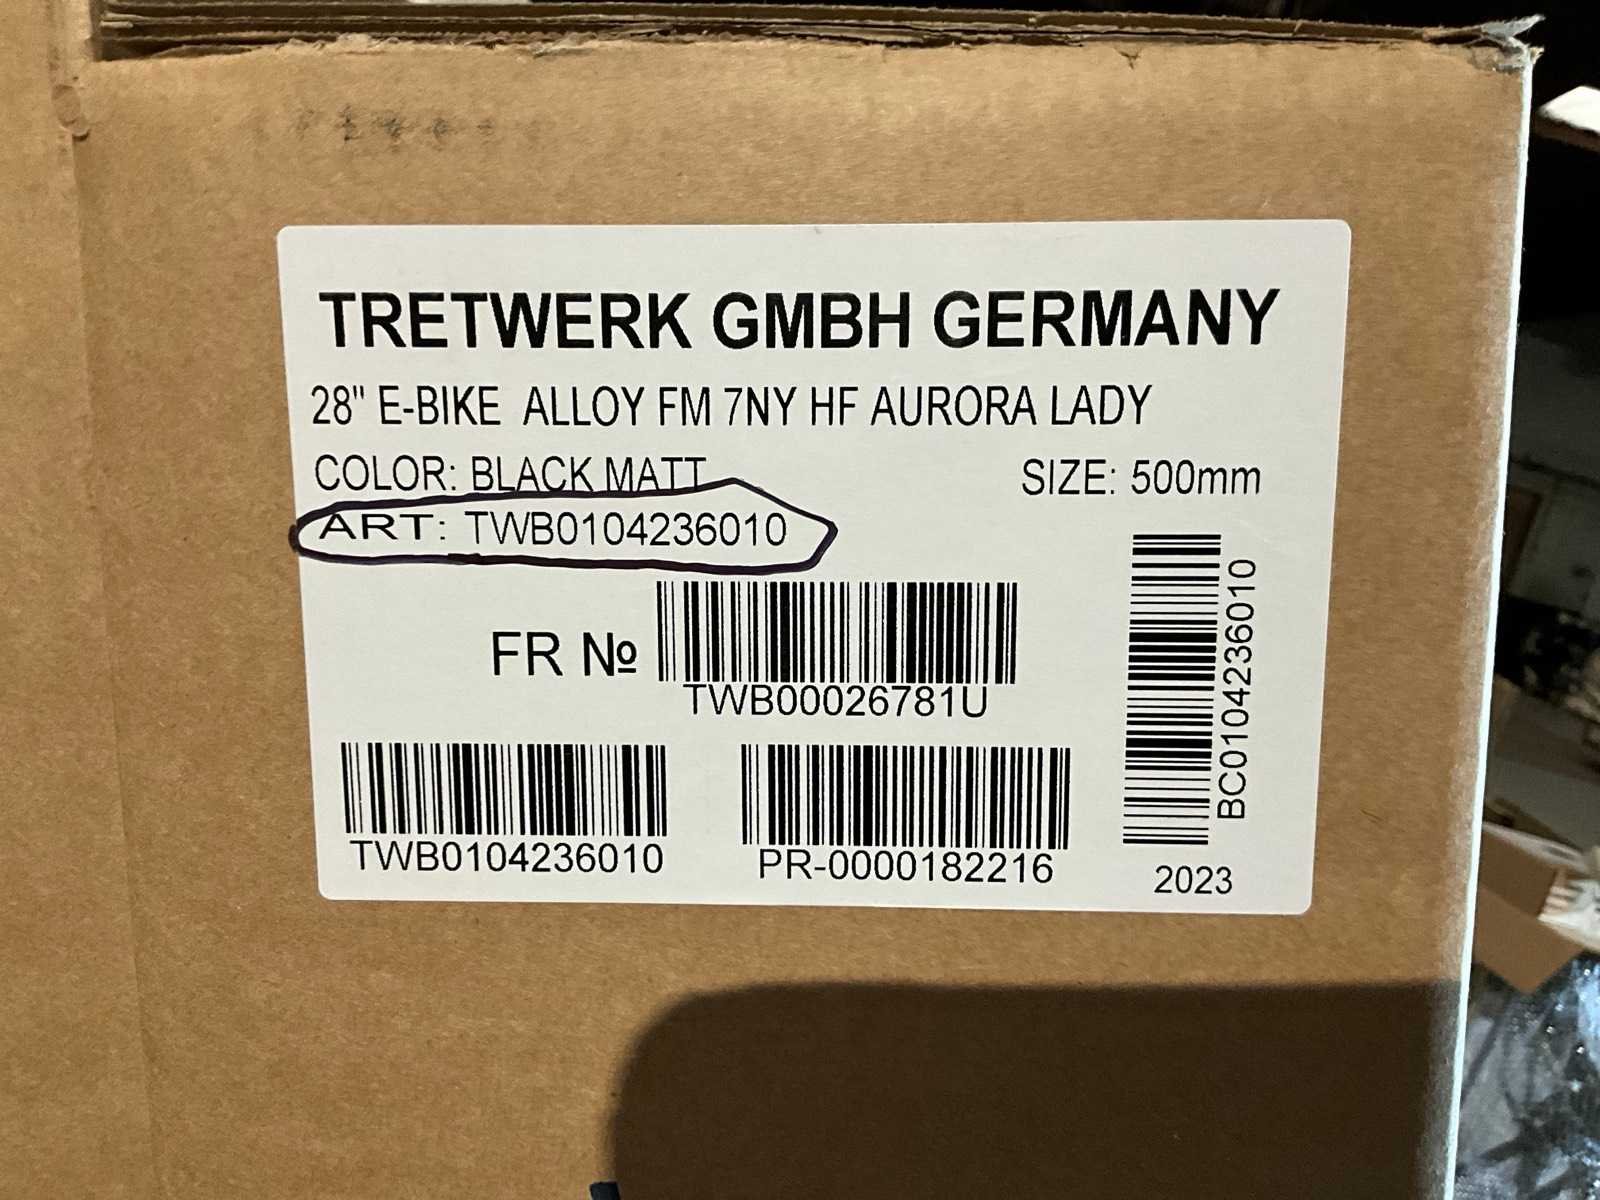 TRETWERK GMBH GERMANY
28" E-BIKE ALLOY FM 7NY HF AURORA LADY
COLOR: BLACK MATT
SIZE: 500mm
ART: TWB0104236010
FR №
TWB00026781U
BC0104236010
TWB0104236010
PR-0000182216
2023